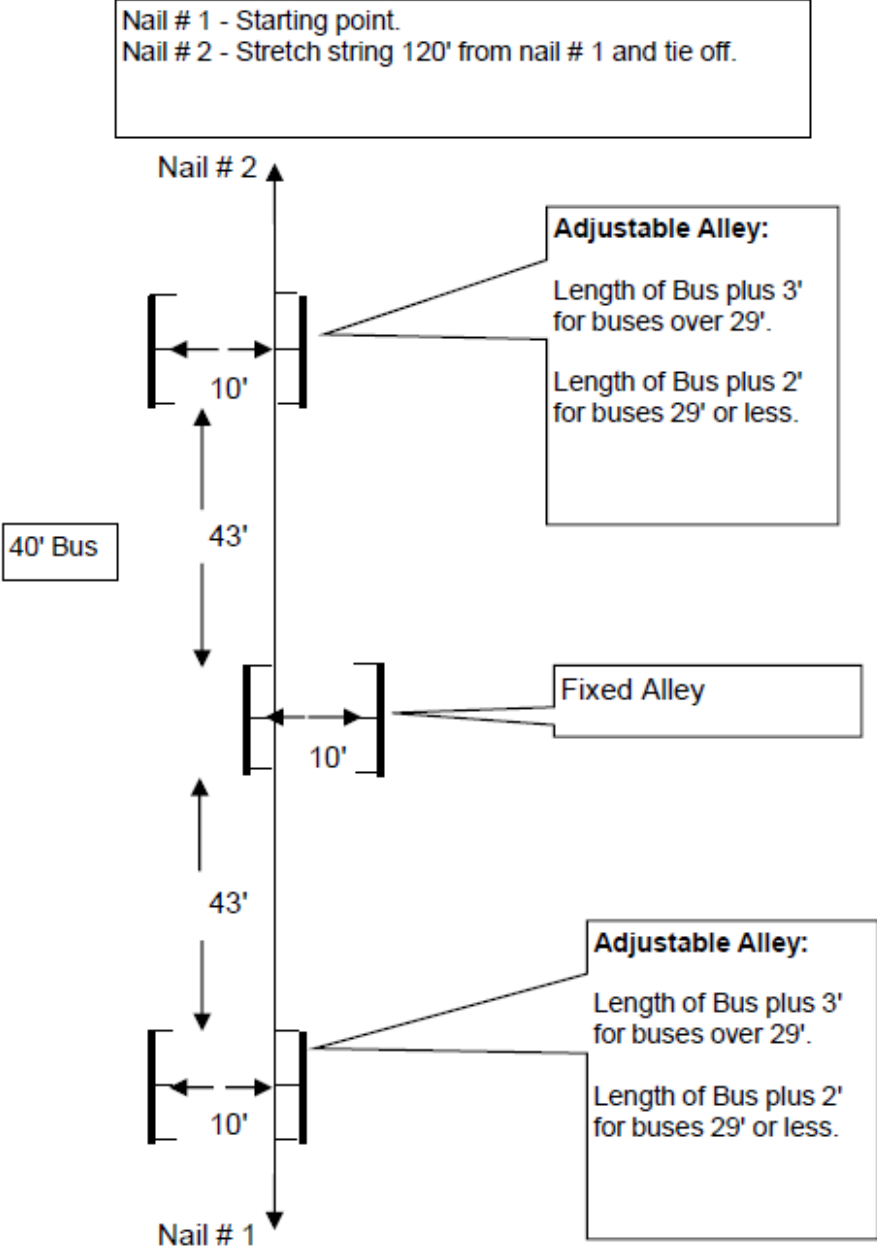 Nail # 1 - Starting point.
Nail # 2 - Stretch string 120' from nail # 1 and tie off.
Nail # 2
Adjustable Alley:
Length of Bus plus 3'
for buses over 29'.
Length of Bus plus 2'
for buses 29' or less.
10'
43'
40' Bus
Fixed Alley
10'
43'
Adjustable Alley:
Length of Bus plus 3'
for buses over 29'.
Length of Bus plus 2'
for buses 29' or less.
10'
Nail # 1